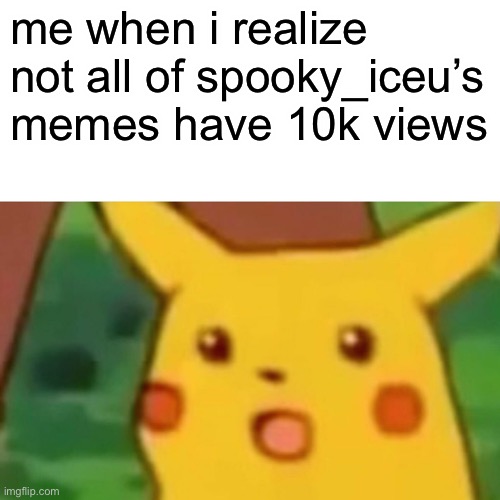 me when i realize
not all of spooky_iceu’s
memes have 10k views
imgflip.com